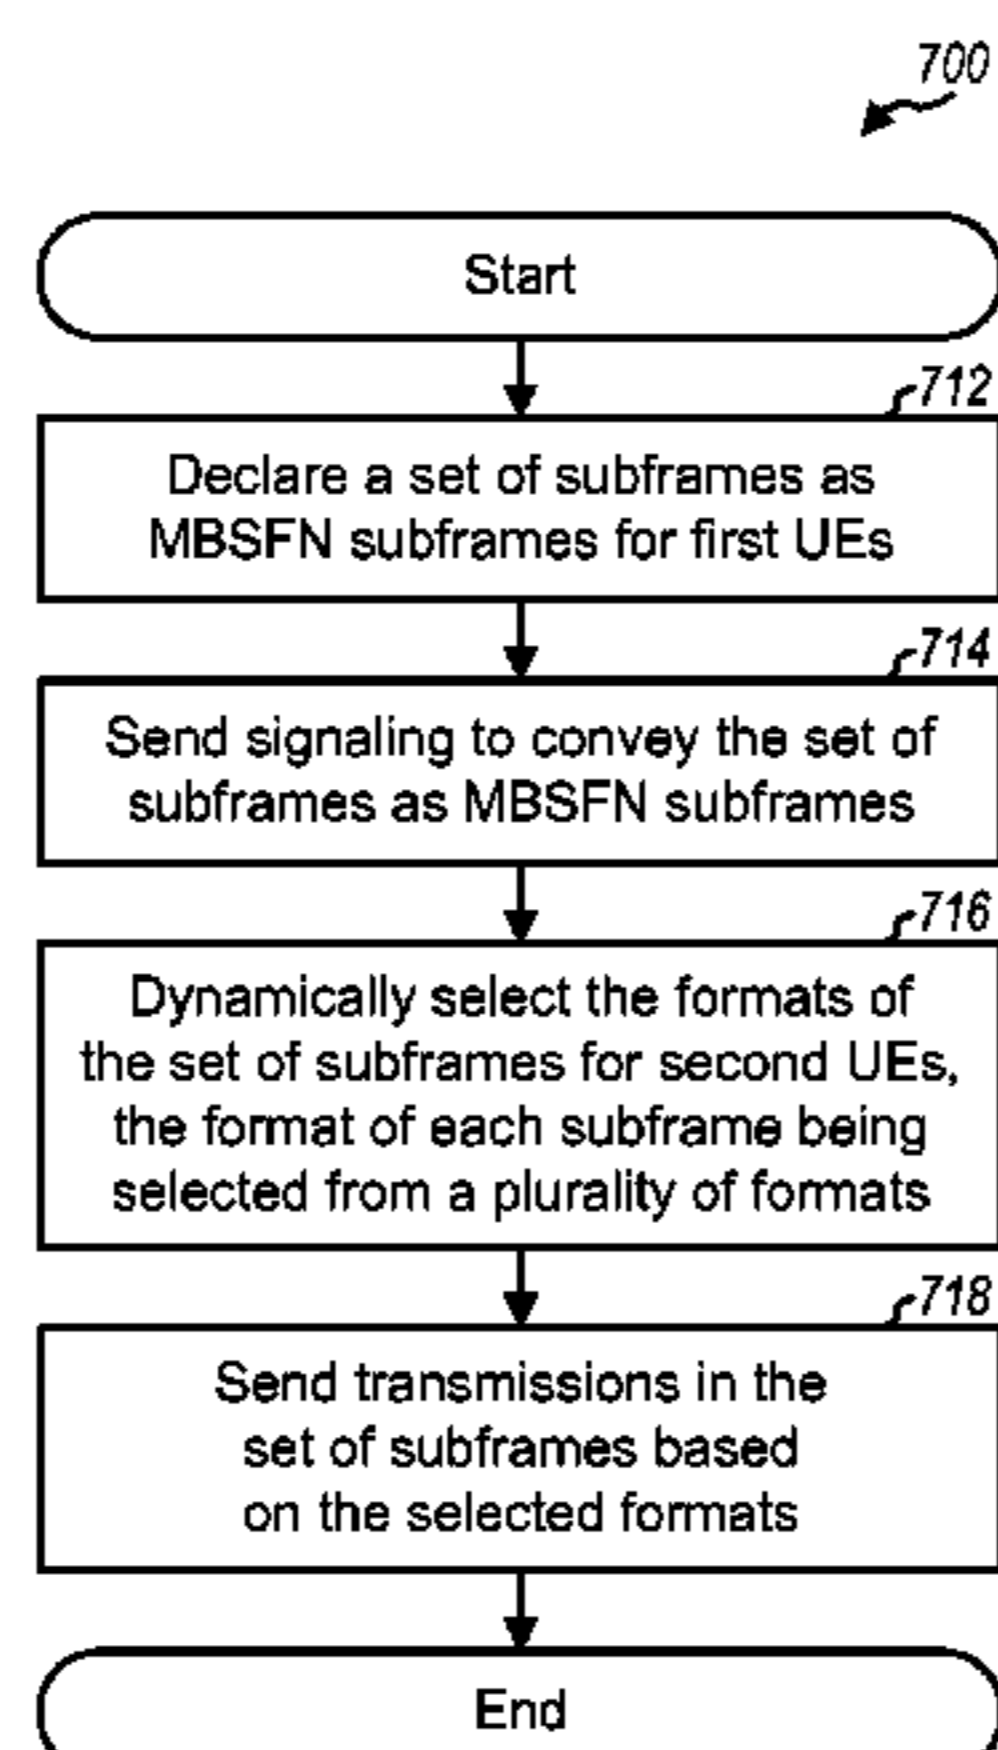 700
Start
712
Declare a set of subframes as
MBSFN subframes for first UEs
714
Send signaling to convey the set of
subframes as MBSFN subframes
716
Dynamically select the formats of
the set of subframes for second UEs,
the format of each subframe being
selected from a plurality of formats
718
Send transmissions in the
set of subframes based
on the selected formats
End